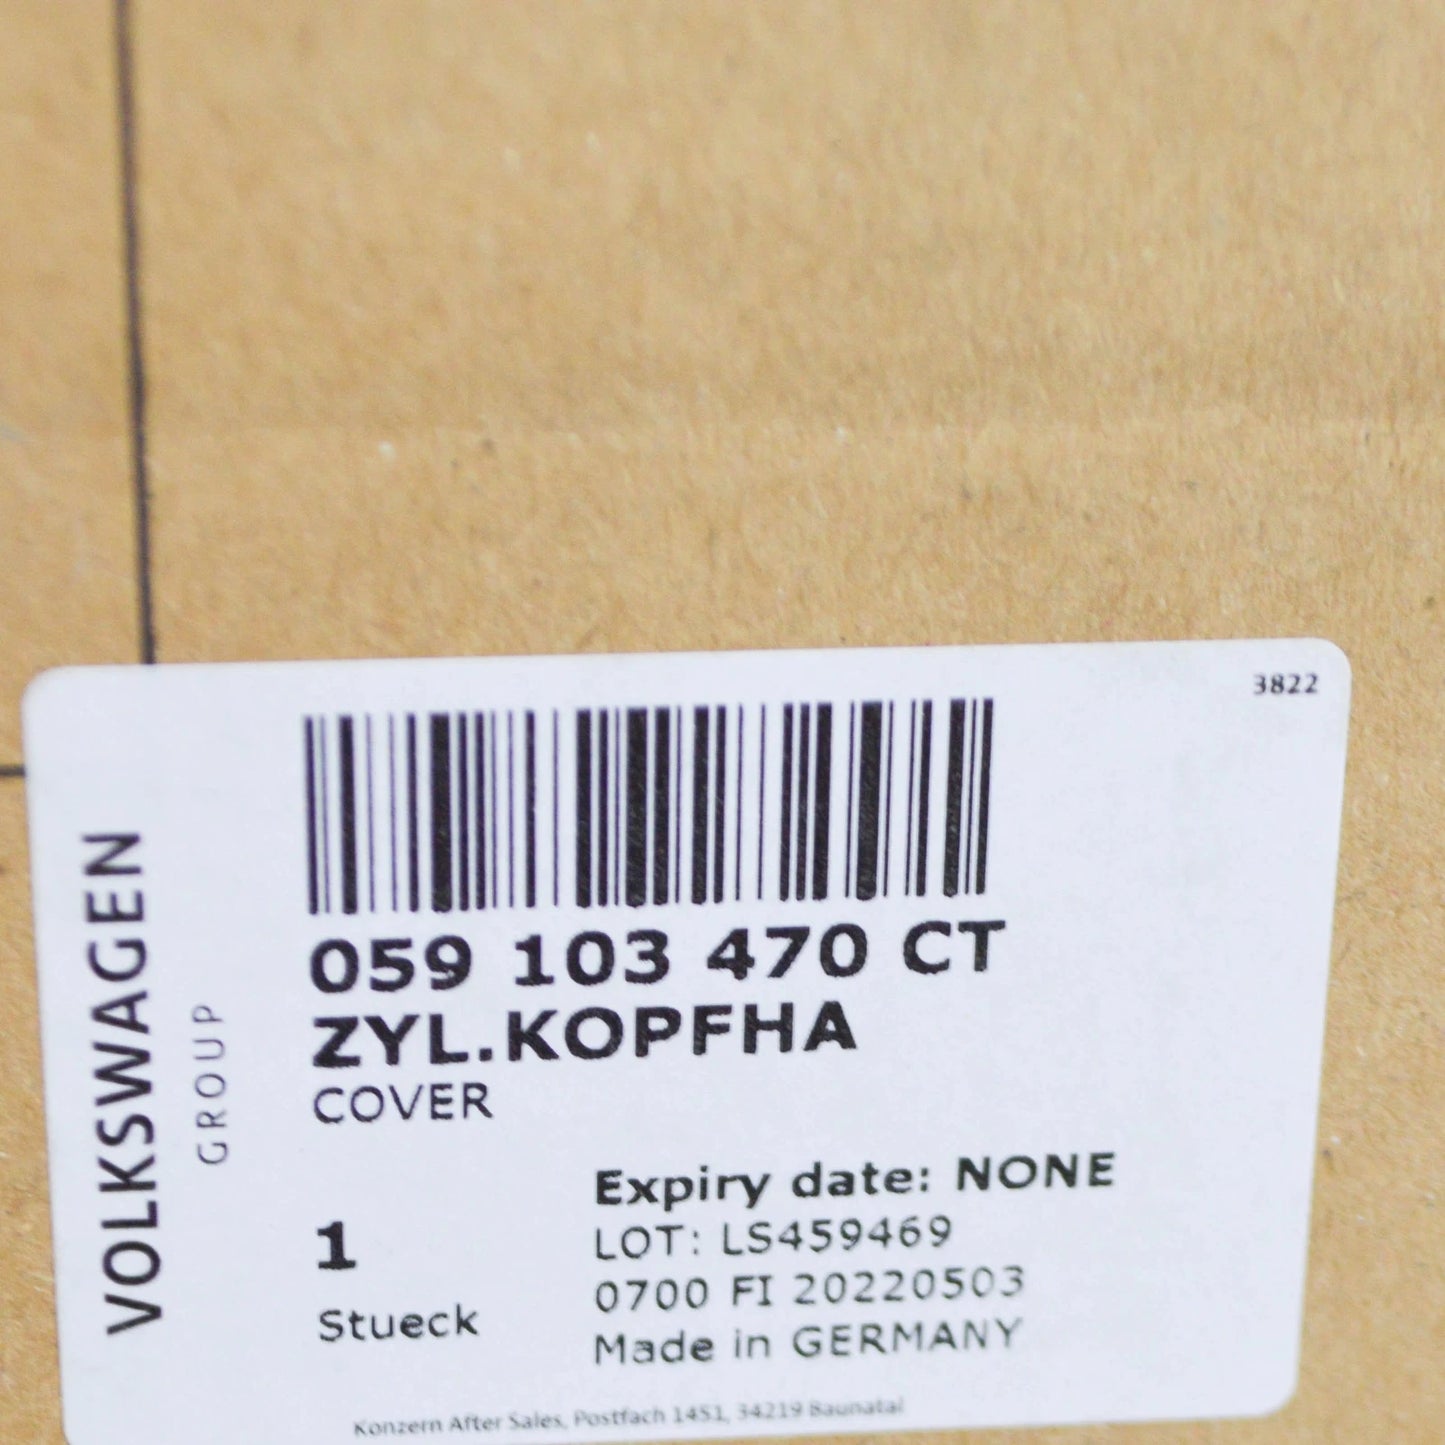 3822
VOLKSWAGEN
GROUP
059 103 470 CT
ZYL.KOPFHA
COVER
1
Stueck
Expiry date: NONE
LOT: LS459469
0700 FI 20220503
Made in GERMANY
Konzern After Sales, Postfach 1451, 34219 Baunatal